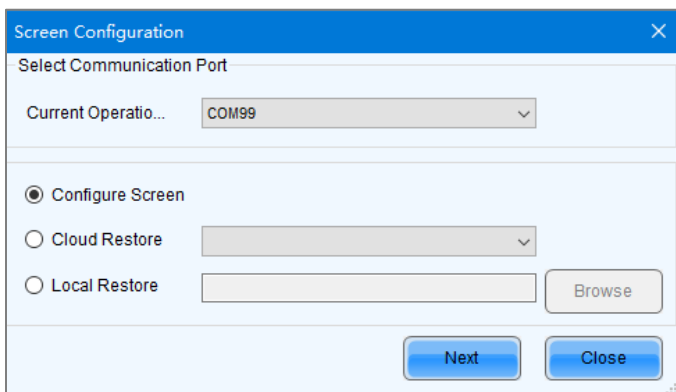 Screen Configuration
Select Communication Port
Current Operatio... COM99
Configure Screen
Cloud Restore
Local Restore Browse
Next Close